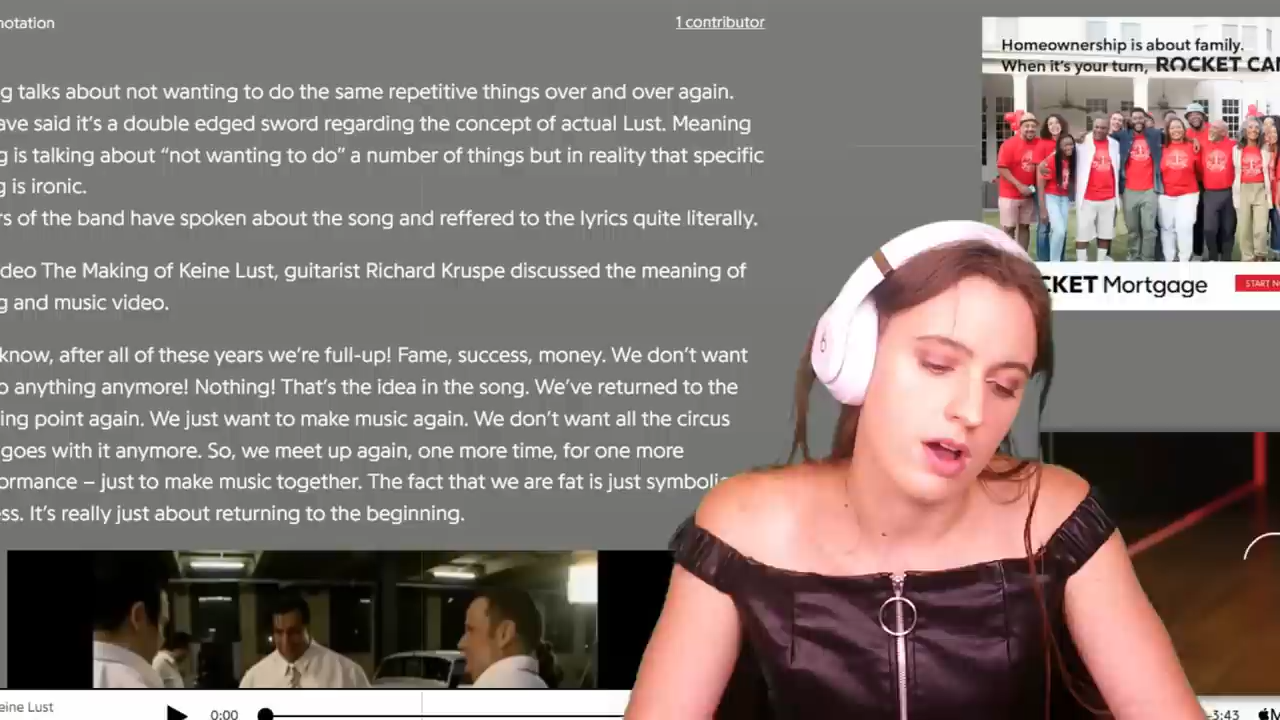 notation
1 contributor
g talks about not wanting to do the same repetitive things over and over again.
ave said it’s a double edged sword regarding the concept of actual Lust. Meaning
g is talking about “not wanting to do” a number of things but in reality that specific
g is ironic.
rs of the band have spoken about the song and reffered to the lyrics quite literally.
deo The Making of Keine Lust, guitarist Richard Kruspe discussed the meaning of
g and music video.
know, after all of these years we’re full-up! Fame, success, money. We don’t want
o anything anymore! Nothing! That’s the idea in the song. We’ve returned to the
ing point again. We just want to make music again. We don’t want all the circus
goes with it anymore. So, we meet up again, one more time, for one more
ormance – just to make music together. The fact that we are fat is just symbolic
ess. It’s really just about returning to the beginning.
Homeownership is about family.
When it’s your turn, ROCKET CAN
CKET Mortgage
START N
eine Lust
0:00
-3:43
M